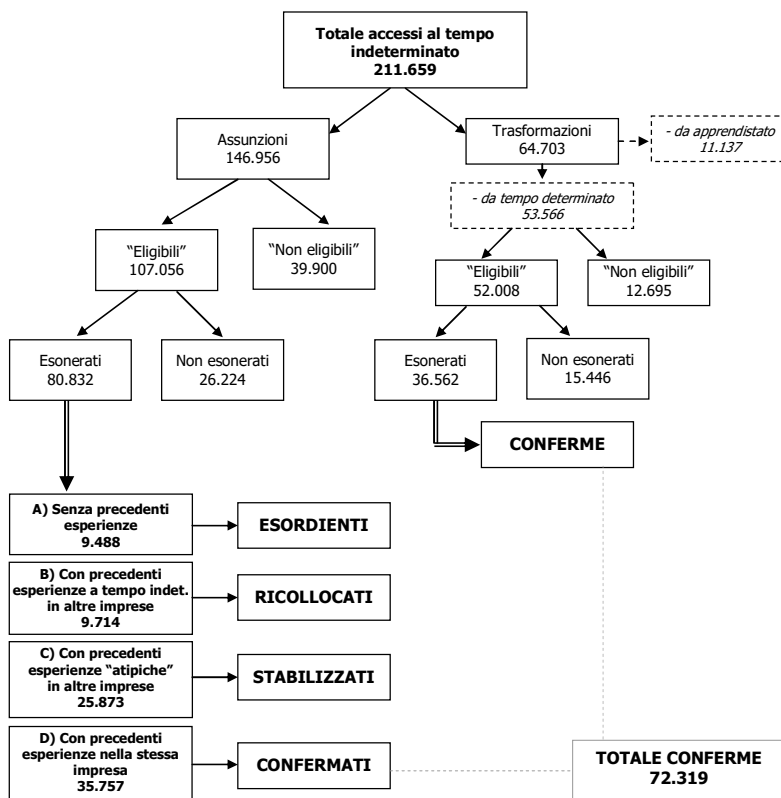 Totale accessi al tempo
indeterminato
211.659
Assunzioni
146.956
Trasformazioni
64.703
- da apprendistato
11.137
- da tempo determinato
53.566
“Eligibili”
107.056
“Non eligibili”
39.900
“Eligibili”
52.008
“Non eligibili”
12.695
Esonerati
80.832
Non esonerati
26.224
Esonerati
36.562
Non esonerati
15.446
CONFERME
A) Senza precedenti
esperienze
9.488
ESORDIENTI
B) Con precedenti
esperienze a tempo indet.
in altre imprese
9.714
RICOLLOCATI
C) Con precedenti
esperienze “atipiche”
in altre imprese
25.873
STABILIZZATI
D) Con precedenti
esperienze nella stessa
impresa
35.757
CONFERMATI
TOTALE CONFERME
72.319